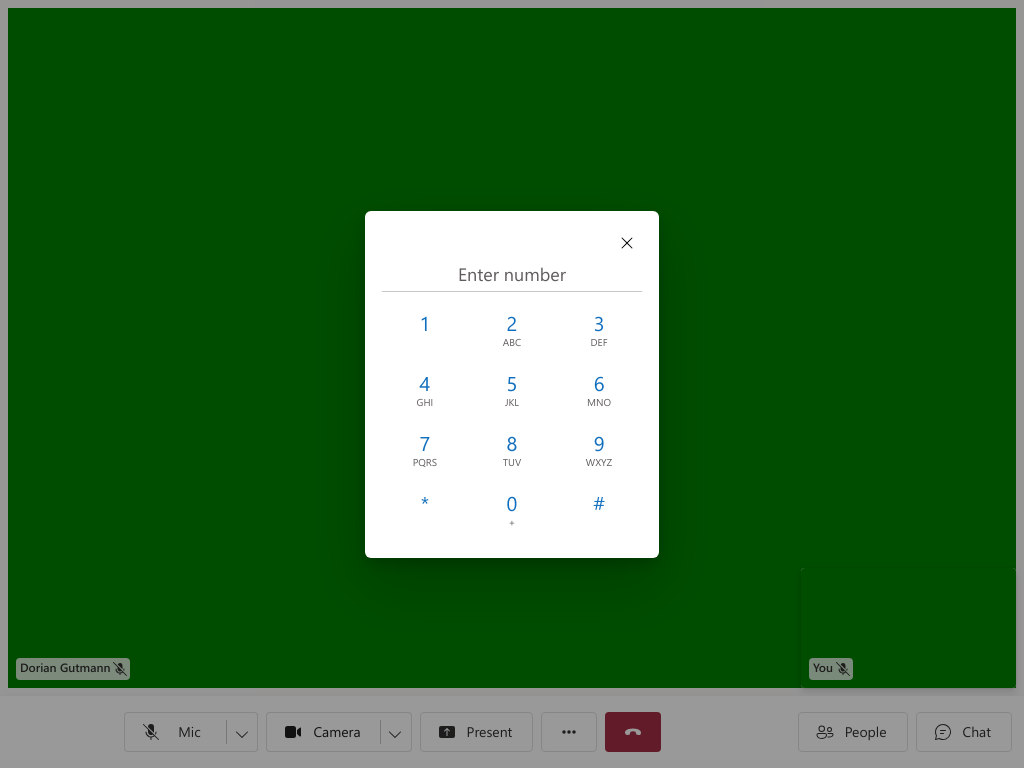 Enter number
1 2 3
ABC DEF
4 5 6
GHI JKL MNO
7 8 9
PQRS TUV WXYZ
* 0 #
+
Dorian Gutmann You
Mic Camera Present People Chat